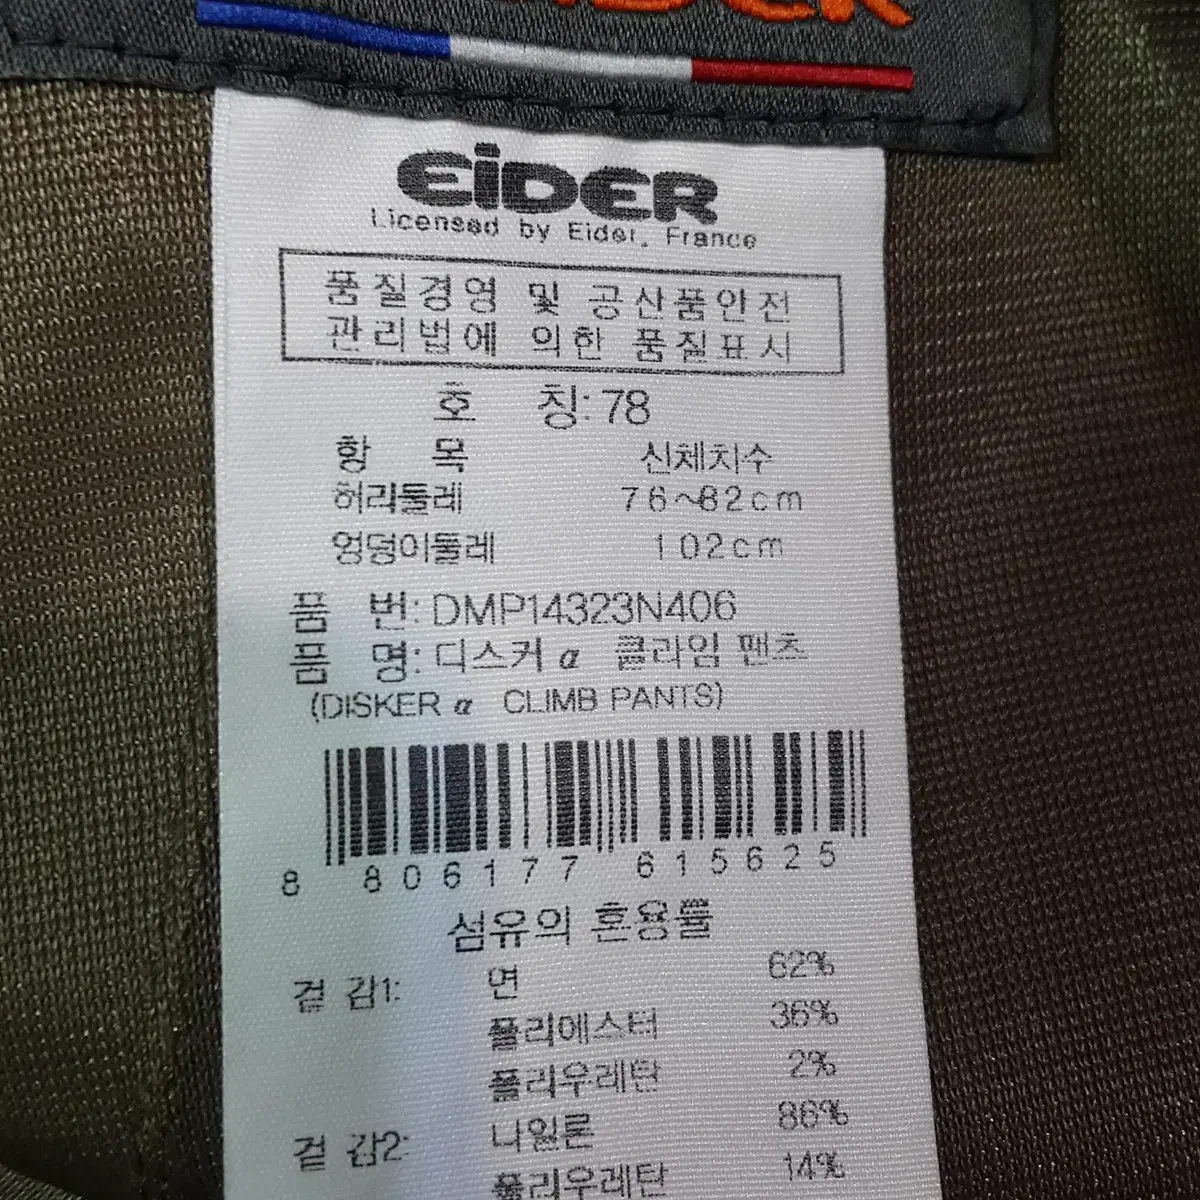 EiDER
EiDER
Licensed by Eider, France
품질경영 및 공산품안전
관리법에 의한 품질표시
호 칭: 78
항 목 신체치수
허리둘레 76~82cm
엉덩이둘레 102cm
품 번: DMP14323N406
품 명: 디스커 α 클라임 팬츠
(DISKER α CLIMB PANTS)
8 806177 615625
섬유의 혼용률
겉 감1: 면 62%
폴리에스터 36%
폴리우레탄 2%
겉 감2: 나일론 86%
폴리우레탄 14%